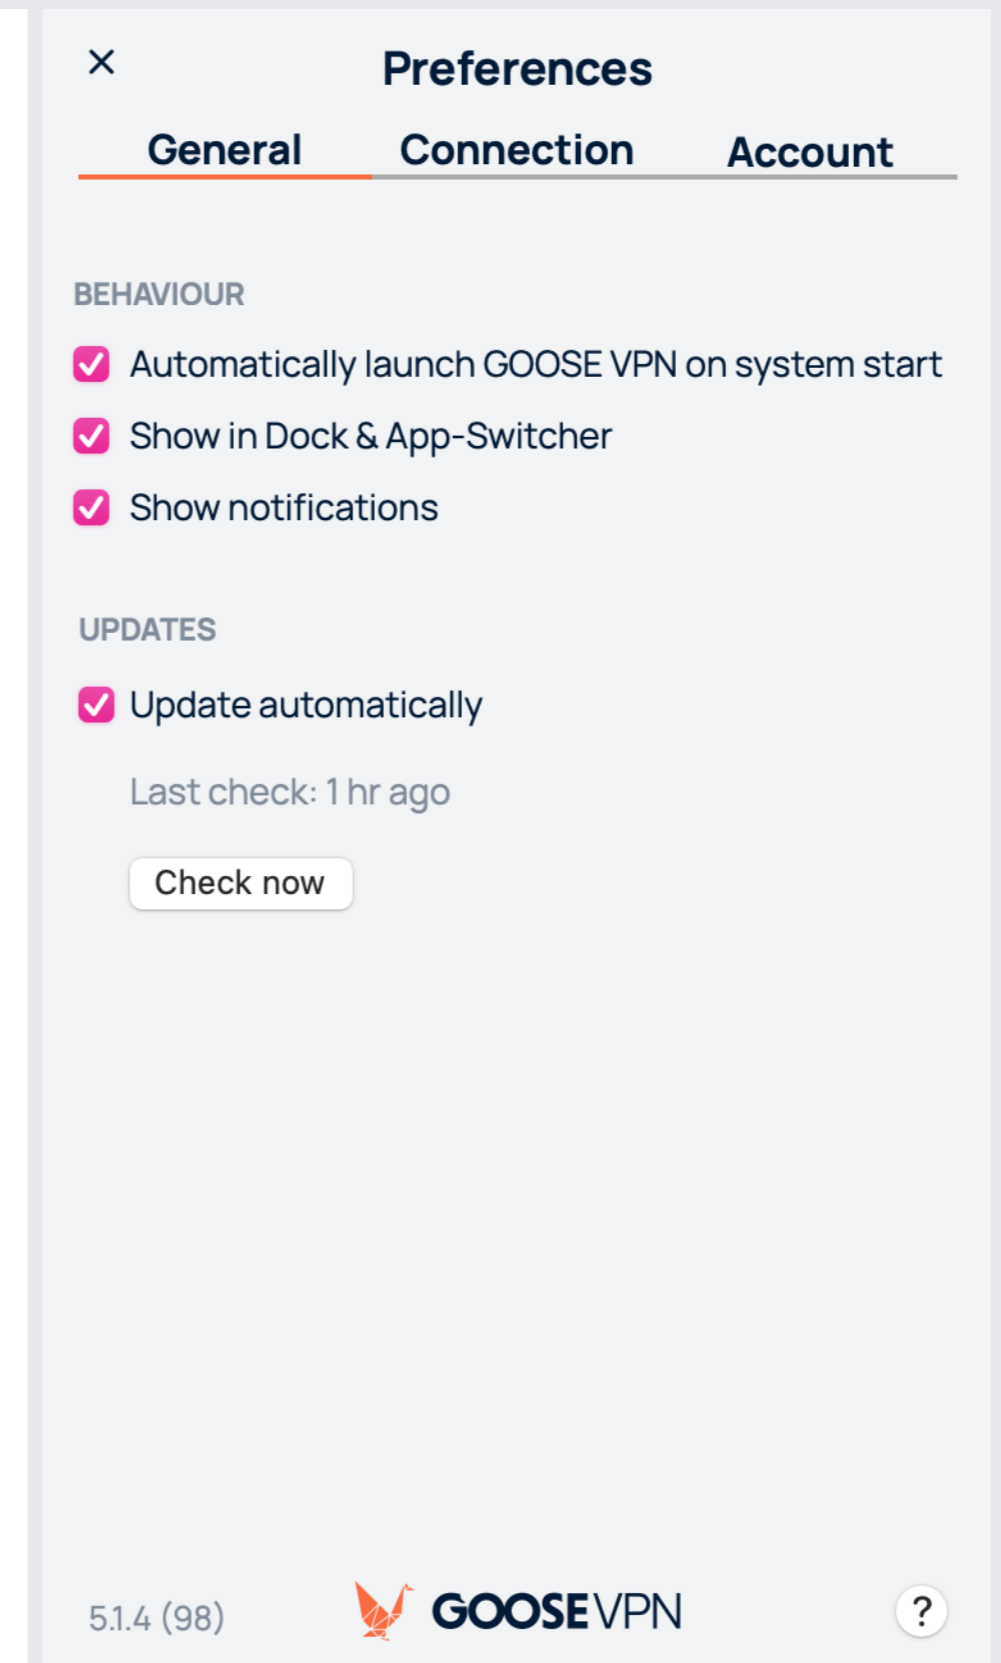 Preferences
General Connection Account
BEHAVIOUR
Automatically launch GOOSE VPN on system start
Show in Dock & App-Switcher
Show notifications
UPDATES
Update automatically
Last check: 1 hr ago
Check now
5.1.4 (98) GOOSEVPN ?